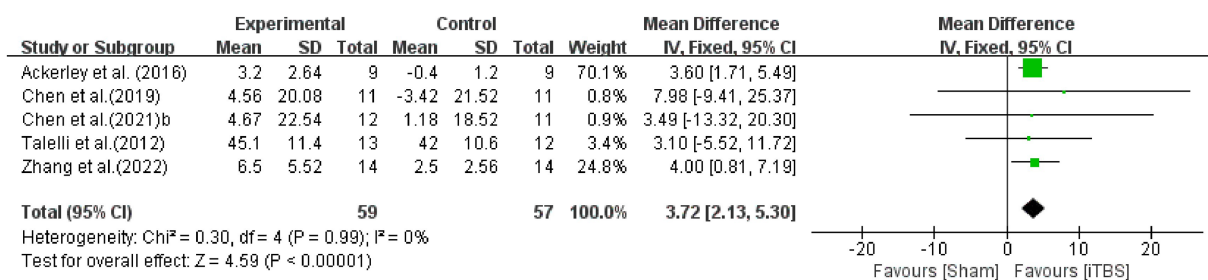 Experimental Control Mean Difference Mean Difference
Study or Subgroup Mean SD Total Mean SD Total Weight IV, Fixed, 95% CI IV, Fixed, 95% CI
Ackerley et al. (2016) 3.2 2.64 9 -0.4 1.2 9 70.1% 3.60 [1.71, 5.49]
Chen et al.(2019) 4.56 20.08 11 -3.42 21.52 11 0.8% 7.98 [-9.41, 25.37]
Chen et al.(2021)b 4.67 22.54 12 1.18 18.52 11 0.9% 3.49 [-13.32, 20.30]
Talelli et al.(2012) 45.1 11.4 13 42 10.6 12 3.4% 3.10 [-5.52, 11.72]
Zhang et al.(2022) 6.5 5.52 14 2.5 2.56 14 24.8% 4.00 [0.81, 7.19]
Total (95% CI) 59 57 100.0% 3.72 [2.13, 5.30]
Heterogeneity: Chi² = 0.30, df = 4 (P = 0.99); I² = 0%
Test for overall effect: Z = 4.59 (P < 0.00001)
-20 -10 0 10 20
Favours [Sham] Favours [iTBS]